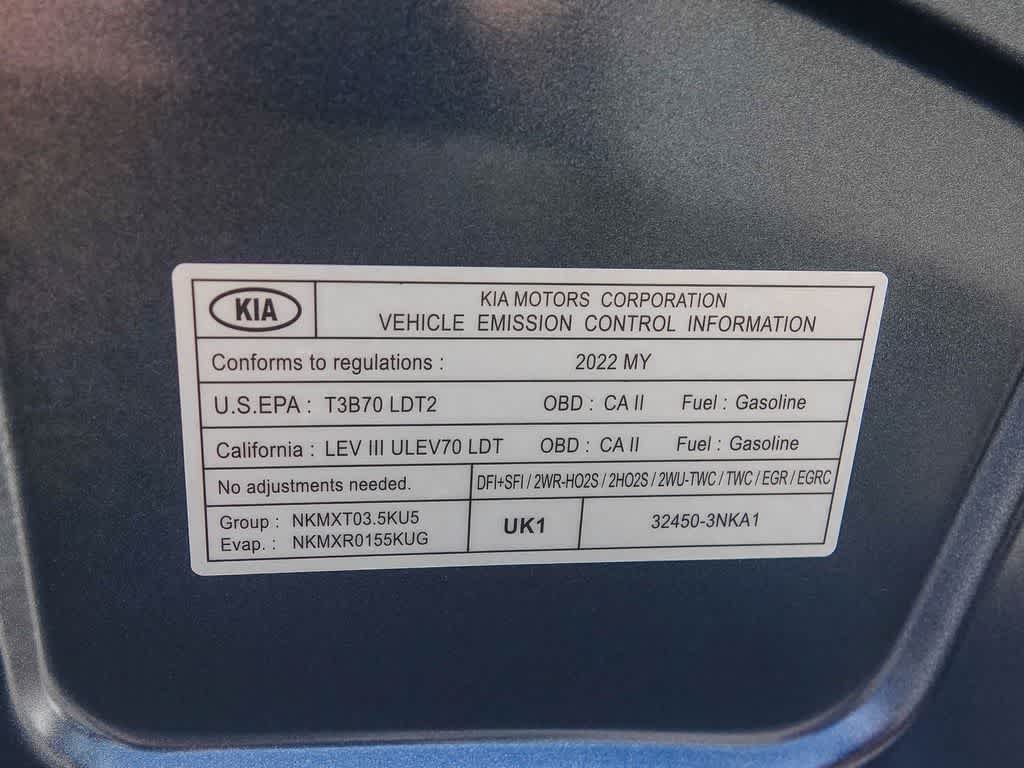 KIA
KIA MOTORS CORPORATION
VEHICLE EMISSION CONTROL INFORMATION
Conforms to regulations : 2022 MY
U.S.EPA : T3B70 LDT2 OBD : CA II Fuel : Gasoline
California : LEV III ULEV70 LDT OBD : CA II Fuel : Gasoline
No adjustments needed. DFI+SFI / 2WR-HO2S / 2HO2S / 2WU-TWC / TWC / EGR / EGRC
Group : NKMXT03.5KU5
Evap. : NKMXR0155KUG
UK1
32450-3NKA1